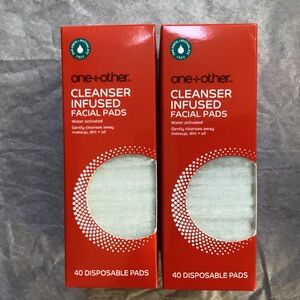 one+other
CLEANSER
INFUSED
FACIAL PADS
Water activated
Gently cleanses away
makeup, dirt + oil
40 DISPOSABLE PADS
one+other
CLEANSER
INFUSED
FACIAL PADS
Water activated
Gently cleanses away
makeup, dirt + oil
40 DISPOSABLE PADS